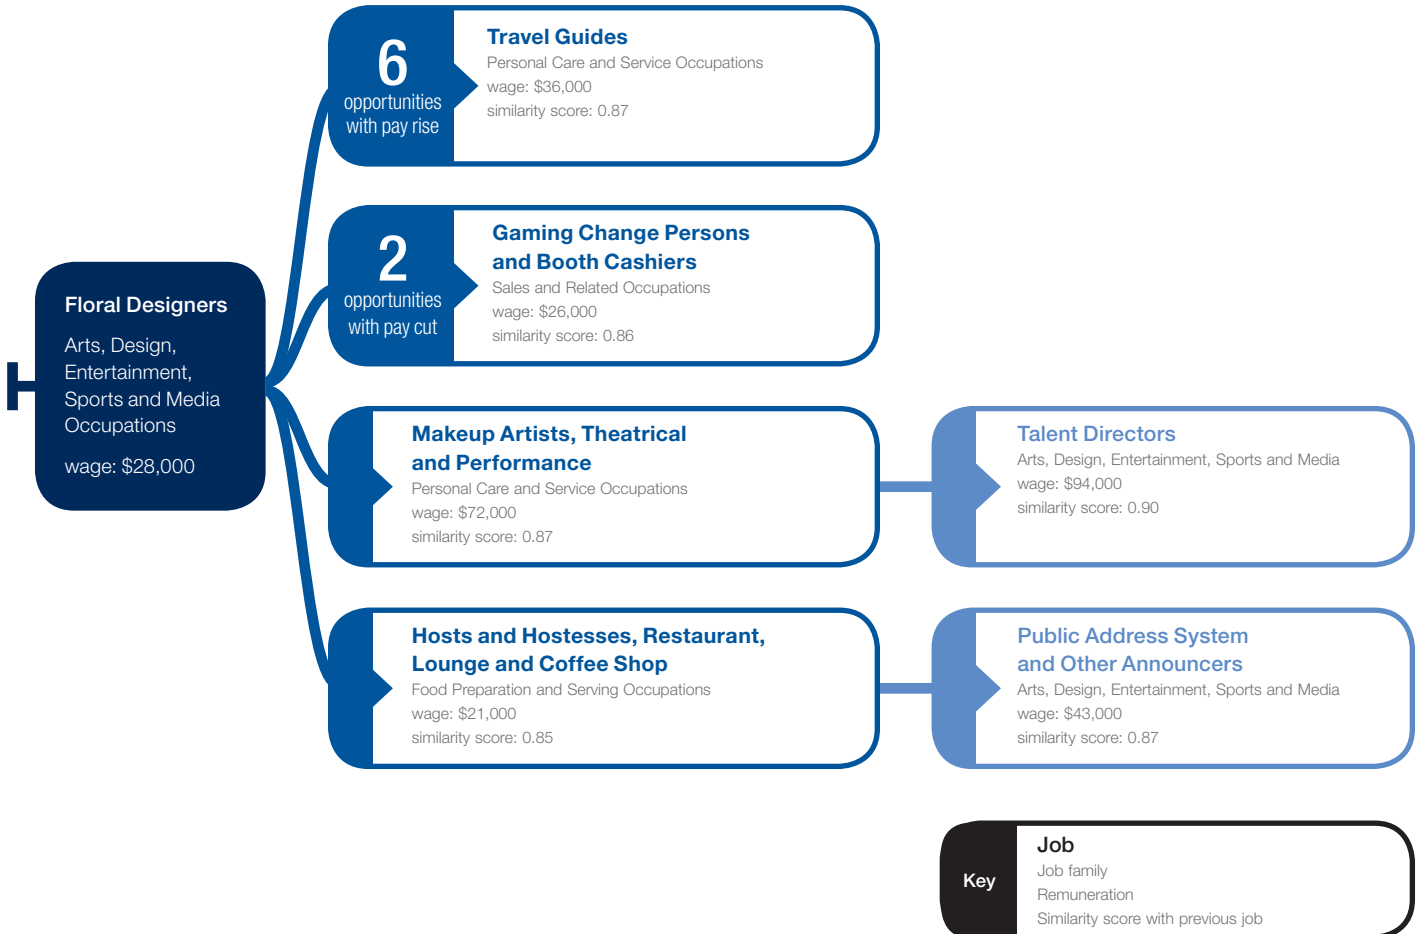 6
opportunities
with pay rise
Travel Guides
Personal Care and Service Occupations
wage: $36,000
similarity score: 0.87
2
opportunities
with pay cut
Gaming Change Persons
and Booth Cashiers
Sales and Related Occupations
wage: $26,000
similarity score: 0.86
Floral Designers
Arts, Design,
Entertainment,
Sports and Media
Occupations
wage: $28,000
Makeup Artists, Theatrical
and Performance
Personal Care and Service Occupations
wage: $72,000
similarity score: 0.87
Talent Directors
Arts, Design, Entertainment, Sports and Media
wage: $94,000
similarity score: 0.90
Hosts and Hostesses, Restaurant,
Lounge and Coffee Shop
Food Preparation and Serving Occupations
wage: $21,000
similarity score: 0.85
Public Address System
and Other Announcers
Arts, Design, Entertainment, Sports and Media
wage: $43,000
similarity score: 0.87
Key
Job
Job family
Remuneration
Similarity score with previous job